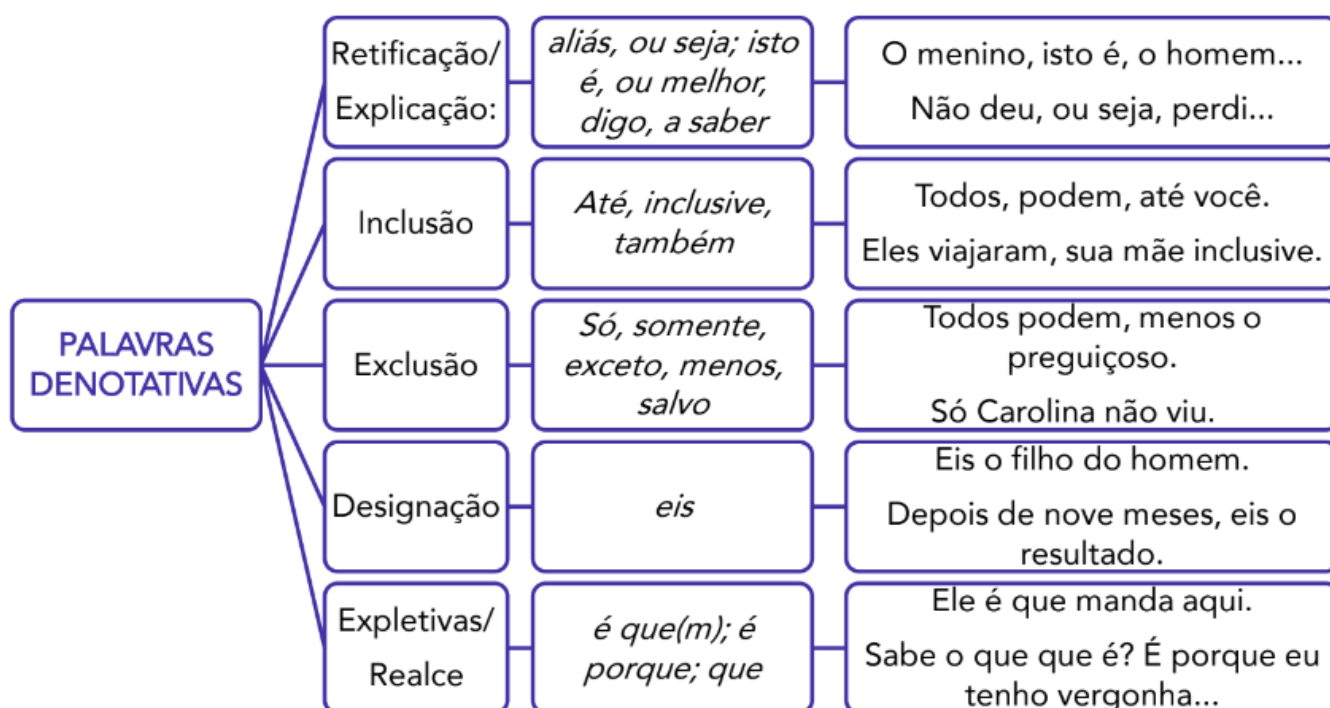 PALAVRAS
DENOTATIVAS
Retificação/
Explicação:
aliás, ou seja; isto
é, ou melhor,
digo, a saber
O menino, isto é, o homem...
Não deu, ou seja, perdi...
Inclusão
Até, inclusive,
também
Todos, podem, até você.
Eles viajaram, sua mãe inclusive.
Exclusão
Só, somente,
exceto, menos,
salvo
Todos podem, menos o
preguiçoso.
Só Carolina não viu.
Designação
eis
Eis o filho do homem.
Depois de nove meses, eis o
resultado.
Expletivas/
Realce
é que(m); é
porque; que
Ele é que manda aqui.
Sabe o que que é? É porque eu
tenho vergonha...